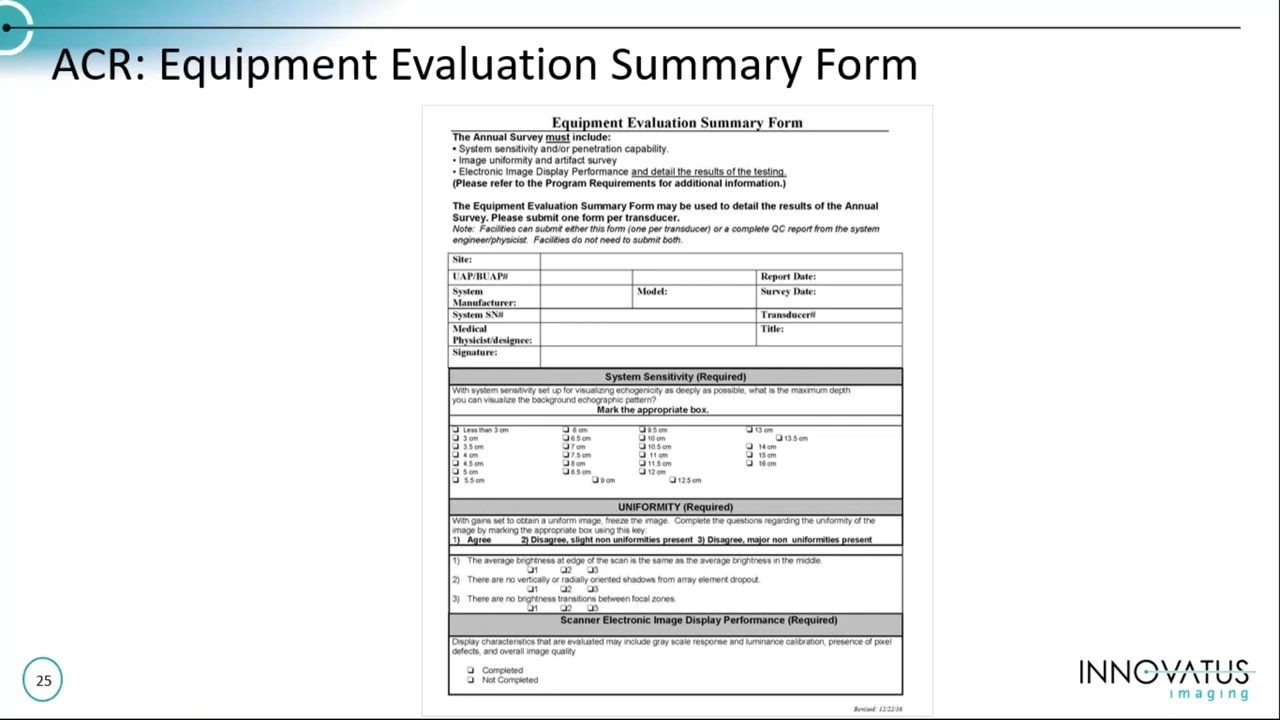 ACR: Equipment Evaluation Summary Form
Equipment Evaluation Summary Form
The Annual Survey must include:
• System sensitivity and/or penetration capability.
• Image uniformity and artifact survey
• Electronic Image Display Performance and detail the results of the testing.
(Please refer to the Program Requirements for additional information.)
The Equipment Evaluation Summary Form may be used to detail the results of the Annual
Survey. Please submit one form per transducer.
Note: Facilities can submit either this form (one per transducer) or a complete QC report from the system
engineer/physicist. Facilities do not need to submit both.
Site:
UAP/BUAP# Report Date:
System
Manufacturer: Model: Survey Date:
System SN# Transducer#
Medical
Physicist/designee: Title:
Signature:
System Sensitivity (Required)
With system sensitivity set up for visualizing echogenicity as deeply as possible, what is the maximum depth
you can visualize the background echographic pattern?
Mark the appropriate box.
❑ Less than 3 cm ❑ 6 cm ❑ 9.5 cm ❑ 13 cm
❑ 3 cm ❑ 6.5 cm ❑ 10 cm ❑ 13.5 cm
❑ 3.5 cm ❑ 7 cm ❑ 10.5 cm ❑ 14 cm
❑ 4 cm ❑ 7.5 cm ❑ 11 cm ❑ 15 cm
❑ 4.5 cm ❑ 8 cm ❑ 11.5 cm ❑ 16 cm
❑ 5 cm ❑ 8.5 cm ❑ 12 cm
❑ 5.5 cm ❑ 9 cm ❑ 12.5 cm
UNIFORMITY (Required)
With gains set to obtain a uniform image, freeze the image. Complete the questions regarding the uniformity of the
image by marking the appropriate box using this key:
1) Agree 2) Disagree, slight non uniformities present 3) Disagree, major non uniformities present
1) The average brightness at edge of the scan is the same as the average brightness in the middle.
❑1 ❑2 ❑3
2) There are no vertically or radially oriented shadows from array element dropout.
❑1 ❑2 ❑3
3) There are no brightness transitions between focal zones.
❑1 ❑2 ❑3
Scanner Electronic Image Display Performance (Required)
Display characteristics that are evaluated may include gray scale response and luminance calibration, presence of pixel
defects, and overall image quality
❑ Completed
❑ Not Completed
Revised: 12/22/16
25
INNOVATUS
imaging